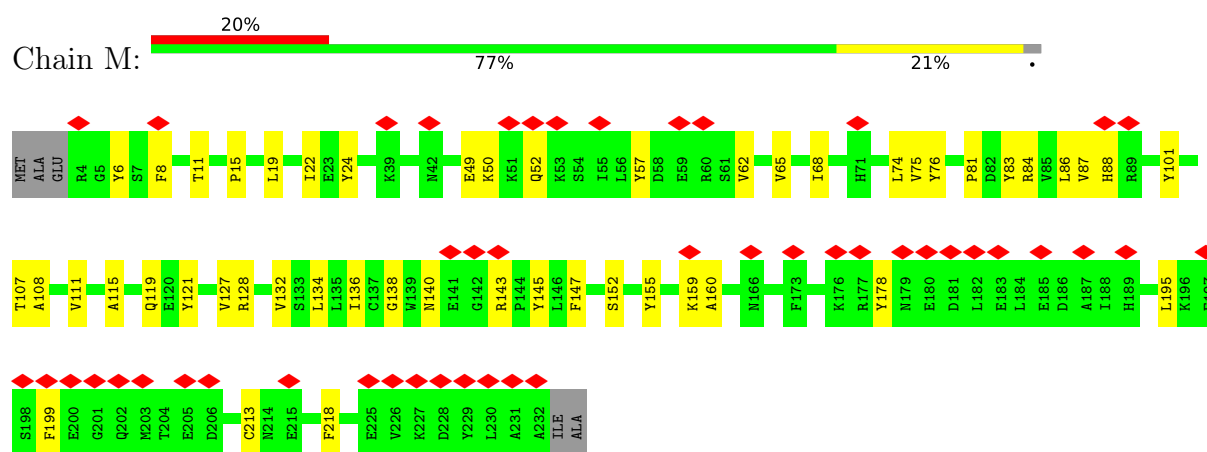 20%
Chain M:
77% 21% •
MET ALA GLU R4 G5 Y6 S7 F8 T11 P15 L19 I22 E23 Y24 K39 N42 E49 K50 K51 Q52 K53 S54 I55 L56 Y57 D58 E59 R60 S61 V62 V65 I68 H71 L74 V75 Y76 P81 D82 Y83 R84 V85 L86 V87 H88 R89 Y101
T107 A108 V111 A115 Q119 E120 Y121 V127 R128 V132 S133 L134 L135 I136 C137 G138 W139 N140 E141 G142 R143 P144 Y145 L146 F147 S152 Y155 K159 A160 N166 F173 K176 R177 Y178 N179 E180 D181 L182 E183 L184 E185 D186 A187 I188 H189 L195 K196
S198 F199 E200 G201 Q202 M203 T204 E205 D206 C213 N214 E215 F218 E225 V226 K227 D228 Y229 L230 A231 A232 ILE ALA